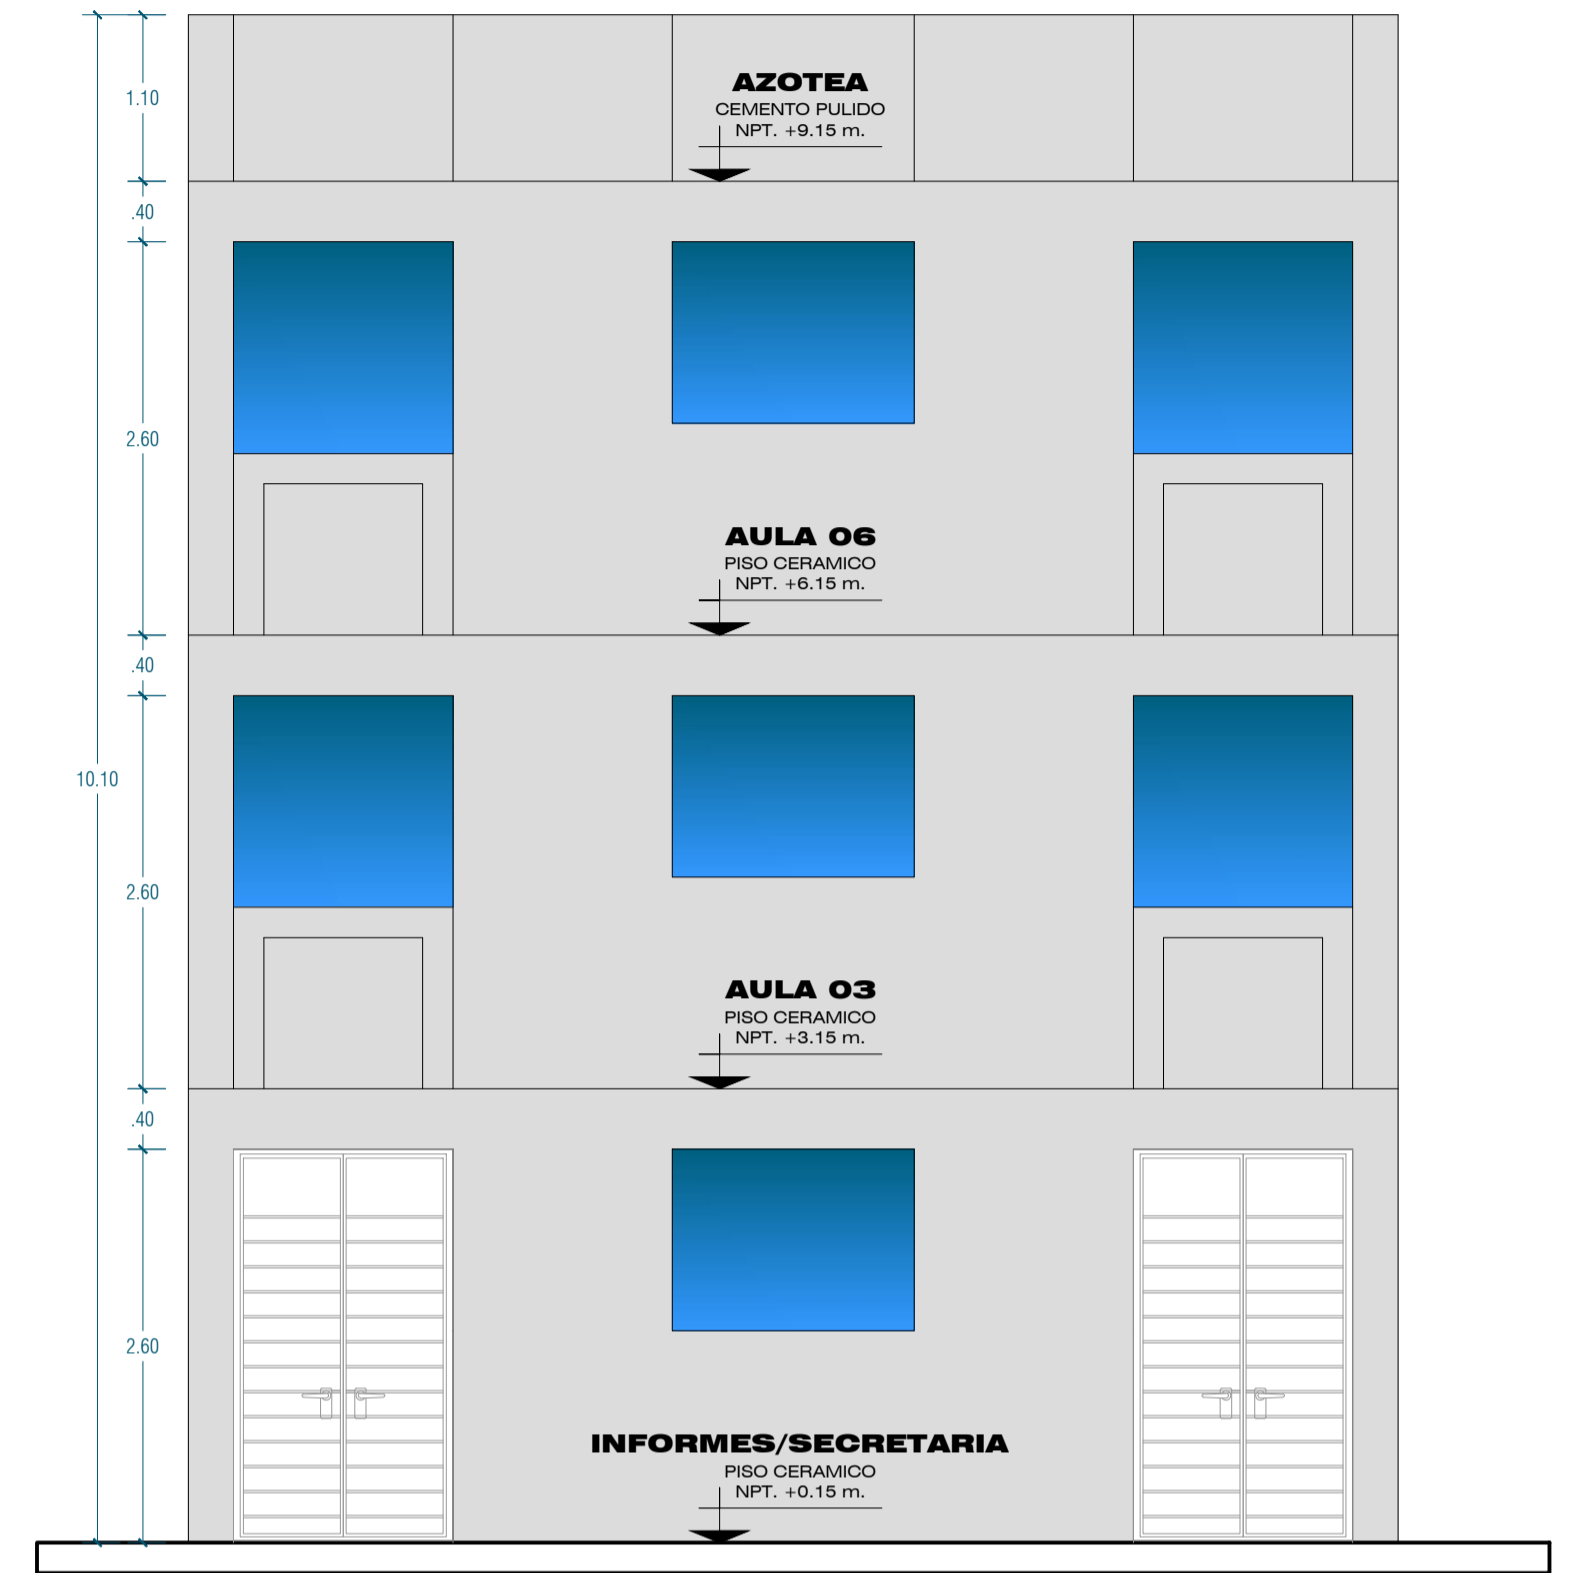 1.10
AZOTEA
CEMENTO PULIDO
NPT. +9.15 m.
.40
2.60
AULA 06
PISO CERAMICO
NPT. +6.15 m.
.40
10.10
2.60
AULA 03
PISO CERAMICO
NPT. +3.15 m.
.40
2.60
INFORMES/SECRETARIA
PISO CERAMICO
NPT. +0.15 m.